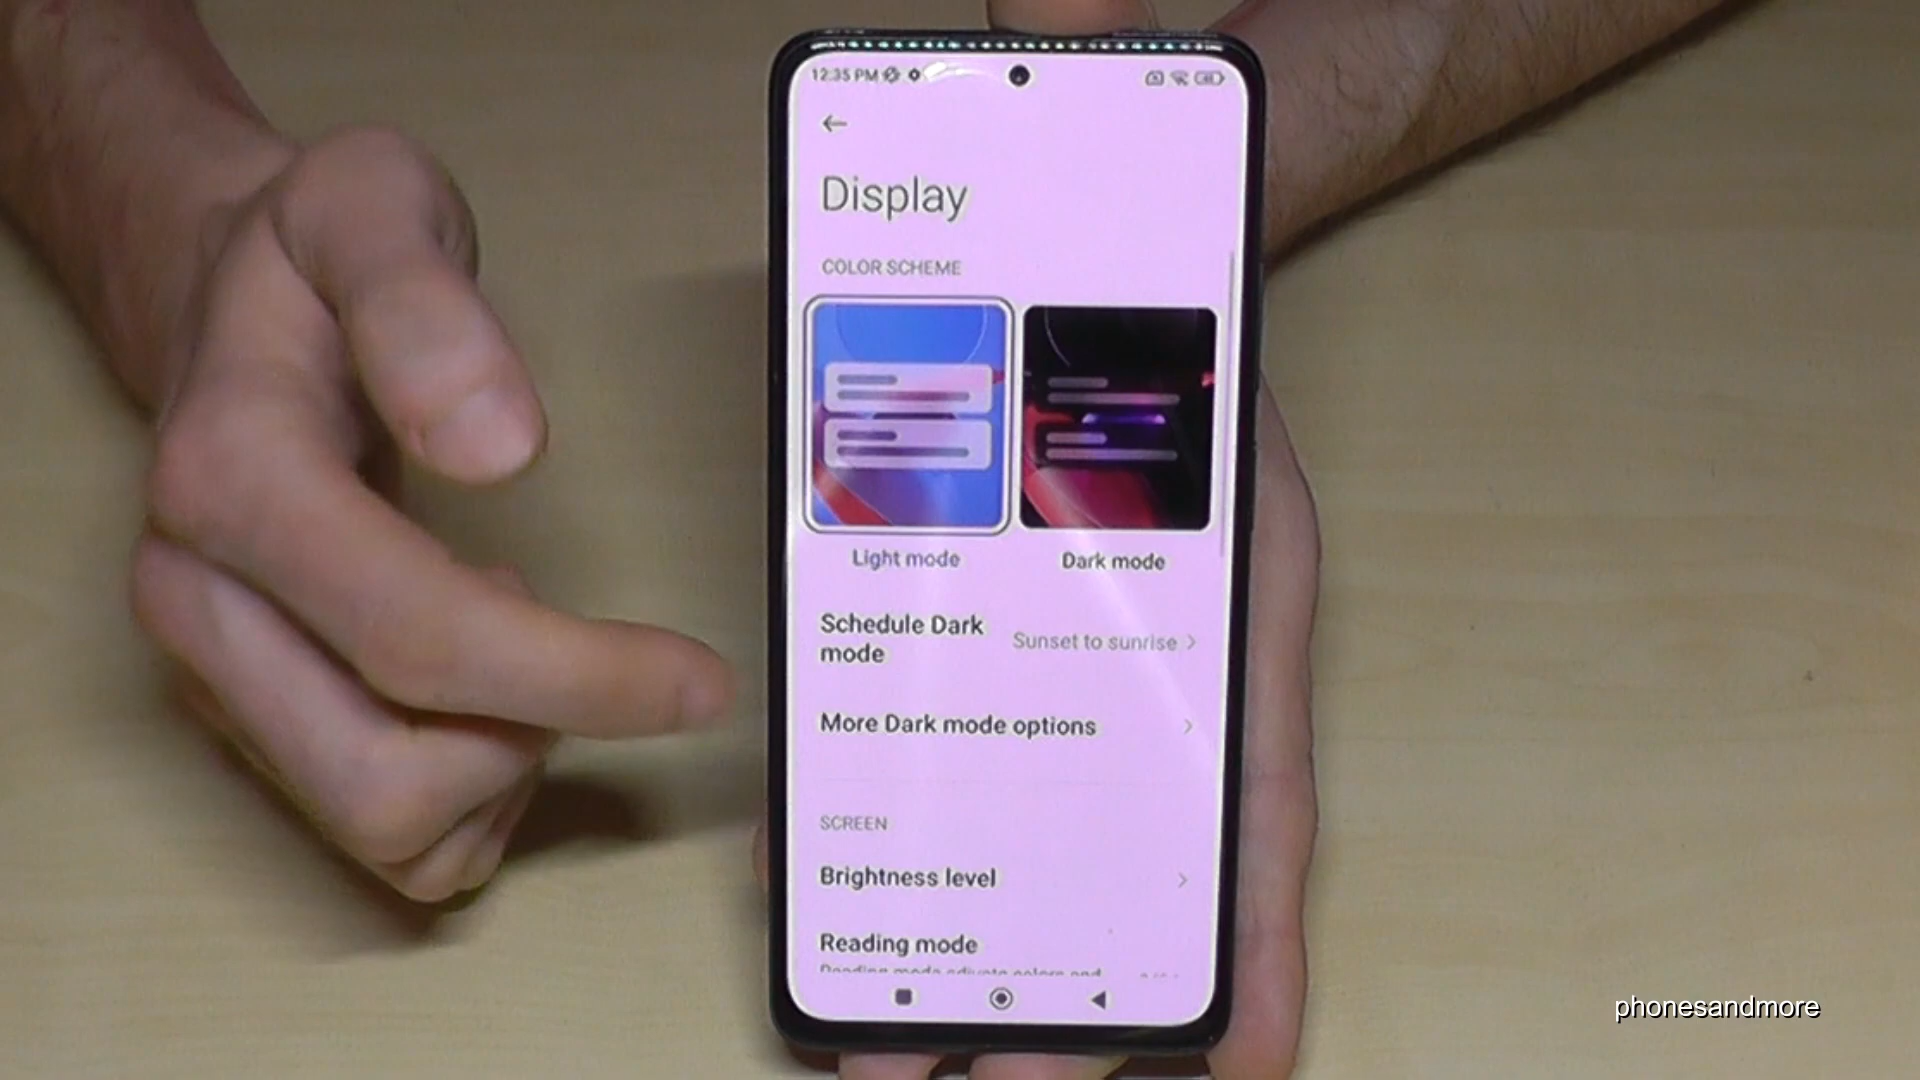 12:35 PM
Display
COLOR SCHEME
Light mode
Dark mode
Schedule Dark
mode
Sunset to sunrise
More Dark mode options
SCREEN
Brightness level
Reading mode
phonesandmore